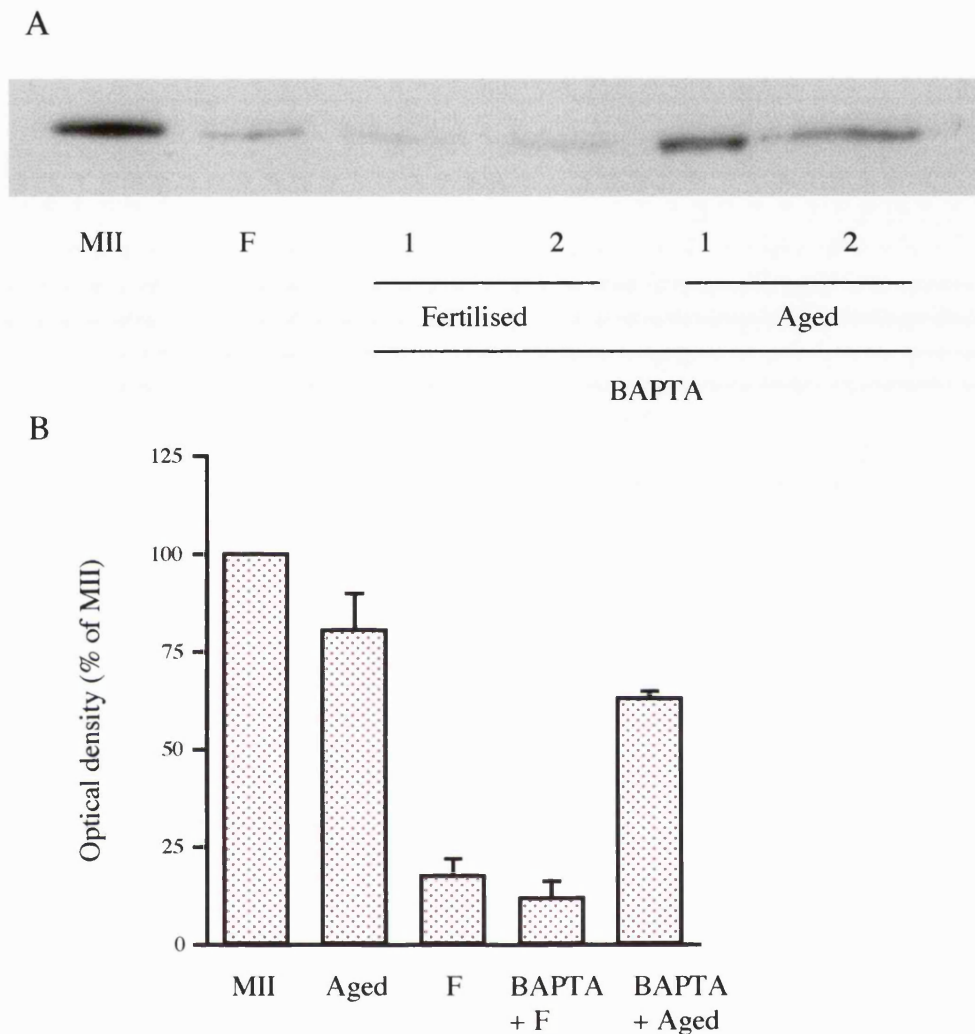 A
MII F 1 2 1 2
Fertilised Aged
BAPTA
B
125
100
75
50
25
0
Optical density (% of MII)
MII Aged F BAPTA BAPTA
+ F + Aged